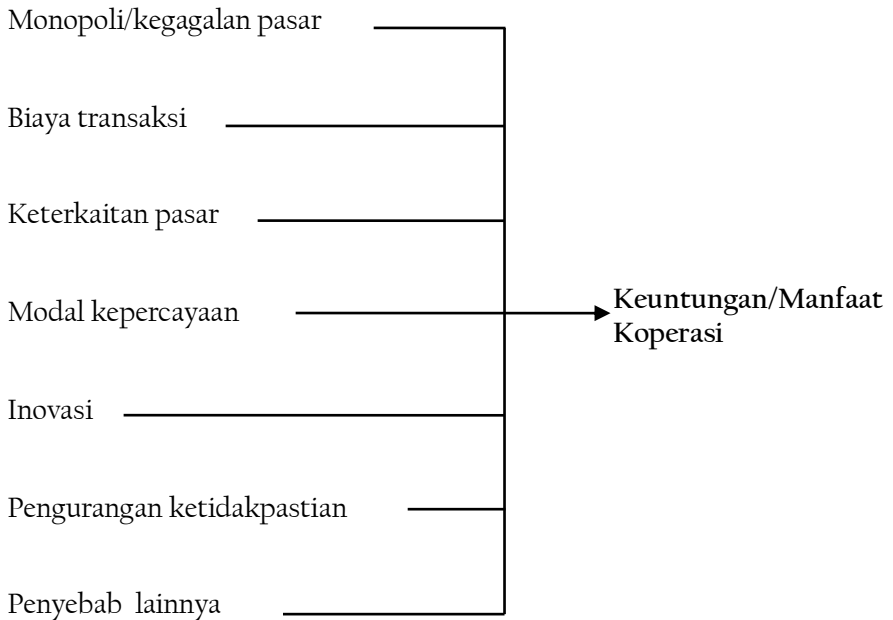 Monopoli/kegagalan pasar
Biaya transaksi
Keterkaitan pasar
Modal kepercayaan
Keuntungan/Manfaat
Koperasi
Inovasi
Pengurangan ketidakpastian
Penyebab lainnya